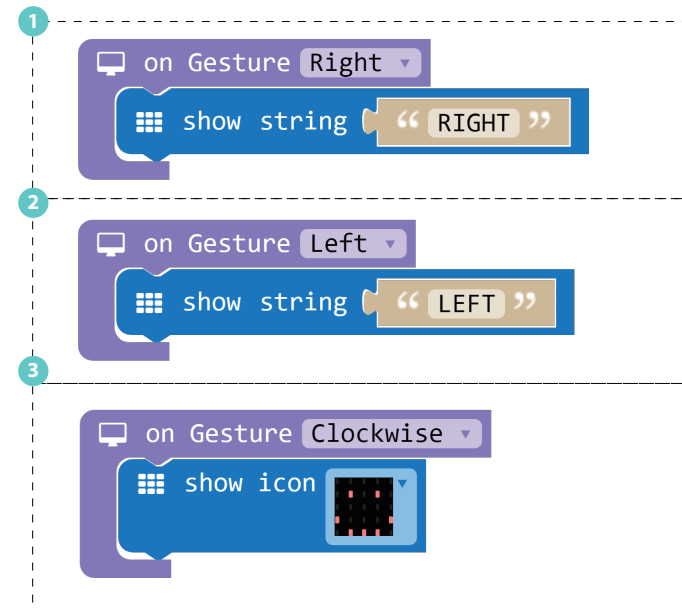 1
on Gesture Right
show string “ RIGHT ”
2
on Gesture Left
show string “ LEFT ”
3
on Gesture Clockwise
show icon